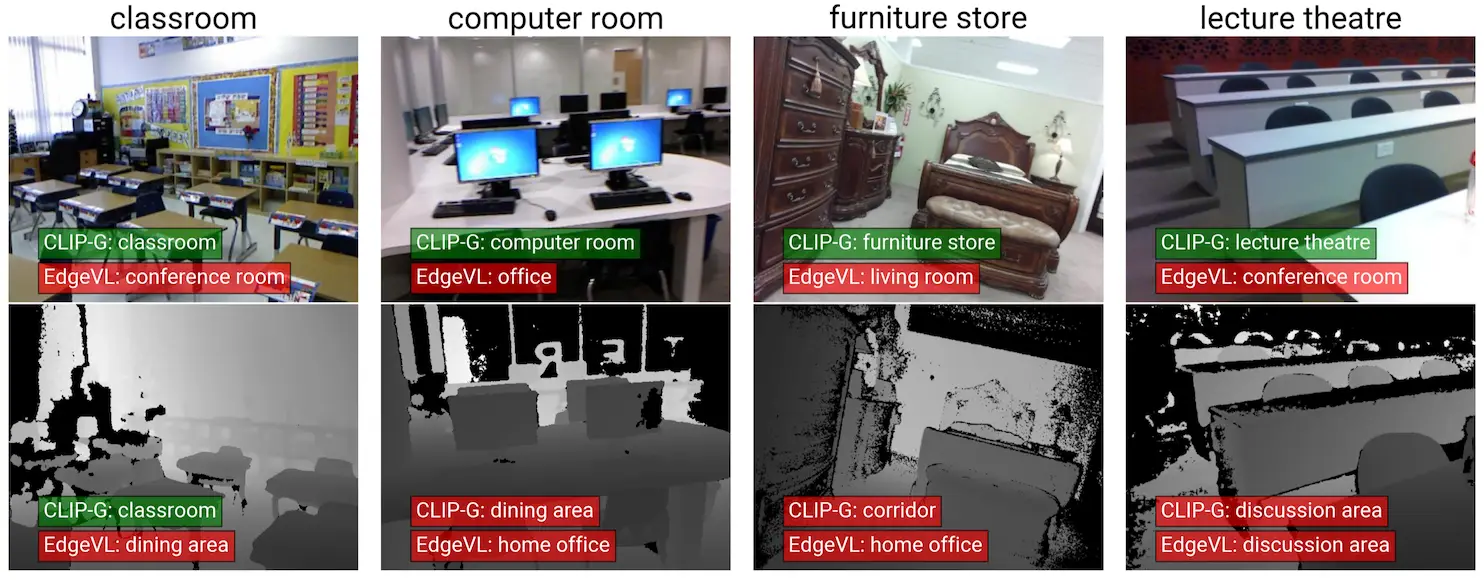 classroom
computer room
furniture store
lecture theatre
CLIP-G: classroom
EdgeVL: conference room
CLIP-G: computer room
EdgeVL: office
CLIP-G: furniture store
EdgeVL: living room
CLIP-G: lecture theatre
EdgeVL: conference room
CLIP-G: classroom
EdgeVL: dining area
CLIP-G: dining area
EdgeVL: home office
CLIP-G: corridor
EdgeVL: home office
CLIP-G: discussion area
EdgeVL: discussion area